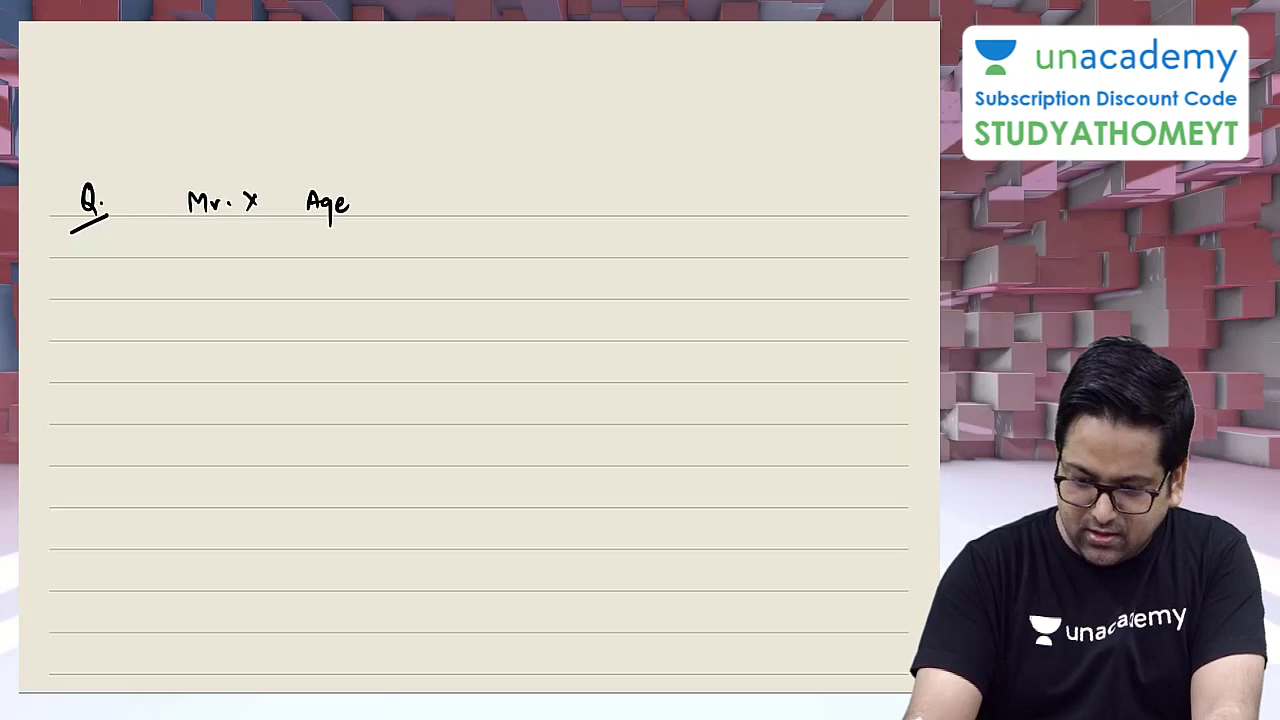 unacademy
Subscription Discount Code
STUDYATHOMEYT
Q. Mr. X Age
unacademy